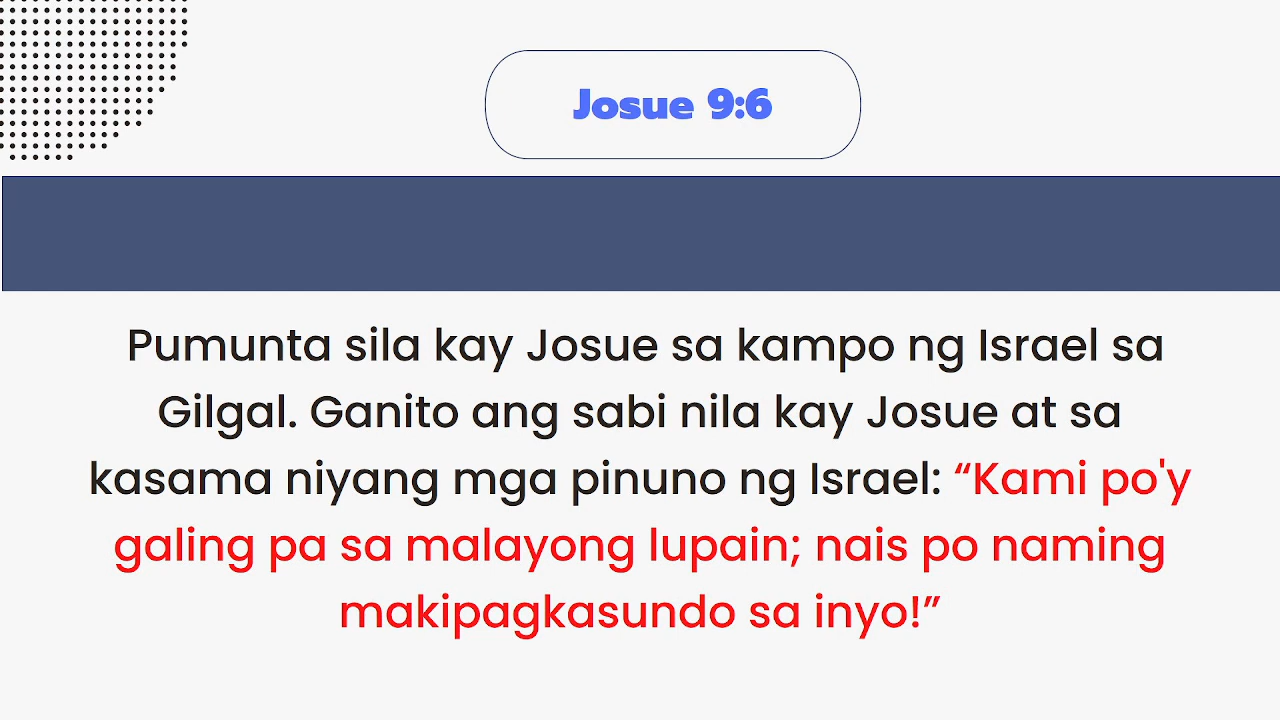 Josue 9:6
Pumunta sila kay Josue sa kampo ng Israel sa
Gilgal. Ganito ang sabi nila kay Josue at sa
kasama niyang mga pinuno ng Israel: “Kami po'y
galing pa sa malayong lupain; nais po naming
makipagkasundo sa inyo!”